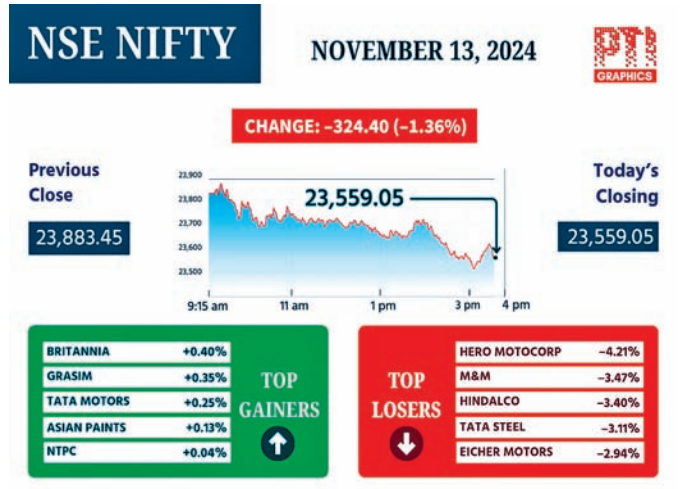 NSE NIFTY
NOVEMBER 13, 2024
PTI
GRAPHICS
CHANGE: –324.40 (–1.36%)
Previous
Close
23,883.45
23,900
23,800
23,700
23,600
23,500
23,559.05
9:15 am
11 am
1 pm
3 pm
4 pm
Today's
Closing
23,559.05
BRITANNIA +0.40%
GRASIM +0.35%
TATA MOTORS +0.25%
ASIAN PAINTS +0.13%
NTPC +0.04%
TOP
GAINERS
TOP
LOSERS
HERO MOTOCORP –4.21%
M&M –3.47%
HINDALCO –3.40%
TATA STEEL –3.11%
EICHER MOTORS –2.94%